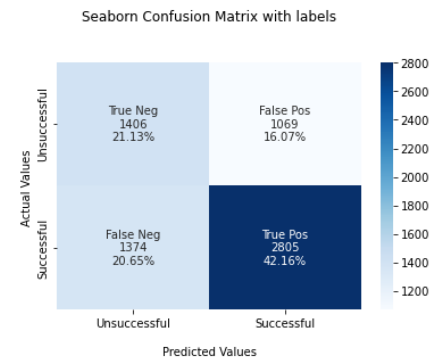 Seaborn Confusion Matrix with labels
Actual Values
Unsuccessful
Successful
True Neg
1406
21.13%
False Pos
1069
16.07%
False Neg
1374
20.65%
True Pos
2805
42.16%
Unsuccessful
Successful
Predicted Values
2800
2600
2400
2200
2000
1800
1600
1400
1200